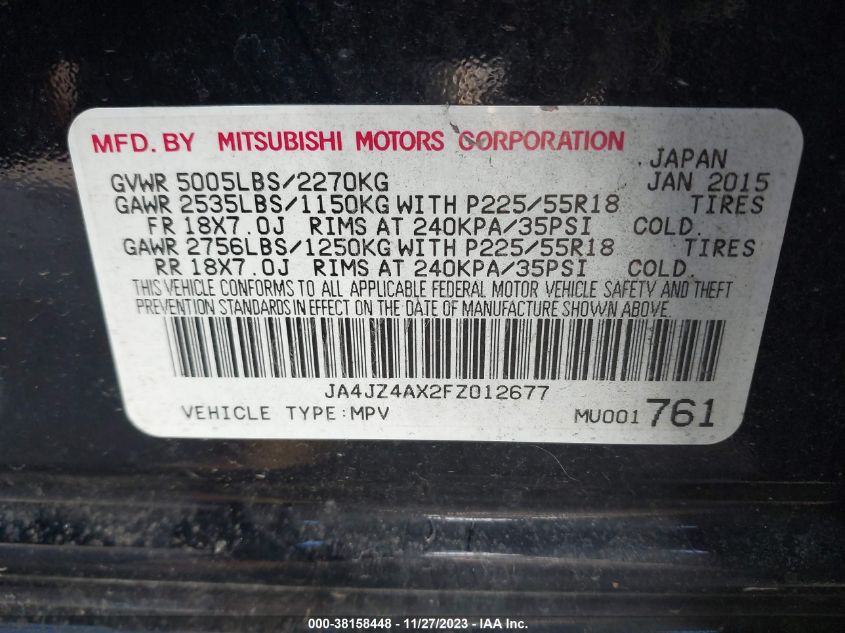 MFD. BY MITSUBISHI MOTORS CORPORATION
JAPAN
GVWR 5005LBS/2270KG JAN 2015
GAWR 2535LBS/1150KG WITH P225/55R18 TIRES
FR 18X7.0J RIMS AT 240KPA/35PSI COLD.
GAWR 2756LBS/1250KG WITH P225/55R18 TIRES
RR 18X7.0J RIMS AT 240KPA/35PSI COLD.
THIS VEHICLE CONFORMS TO ALL APPLICABLE FEDERAL MOTOR VEHICLE SAFETY AND THEFT
PREVENTION STANDARDS IN EFFECT ON THE DATE OF MANUFACTURE SHOWN ABOVE.
JA4JZ4AX2FZ012677
VEHICLE TYPE:MPV MU001 761
000-38158448 - 11/27/2023 - IAA Inc.